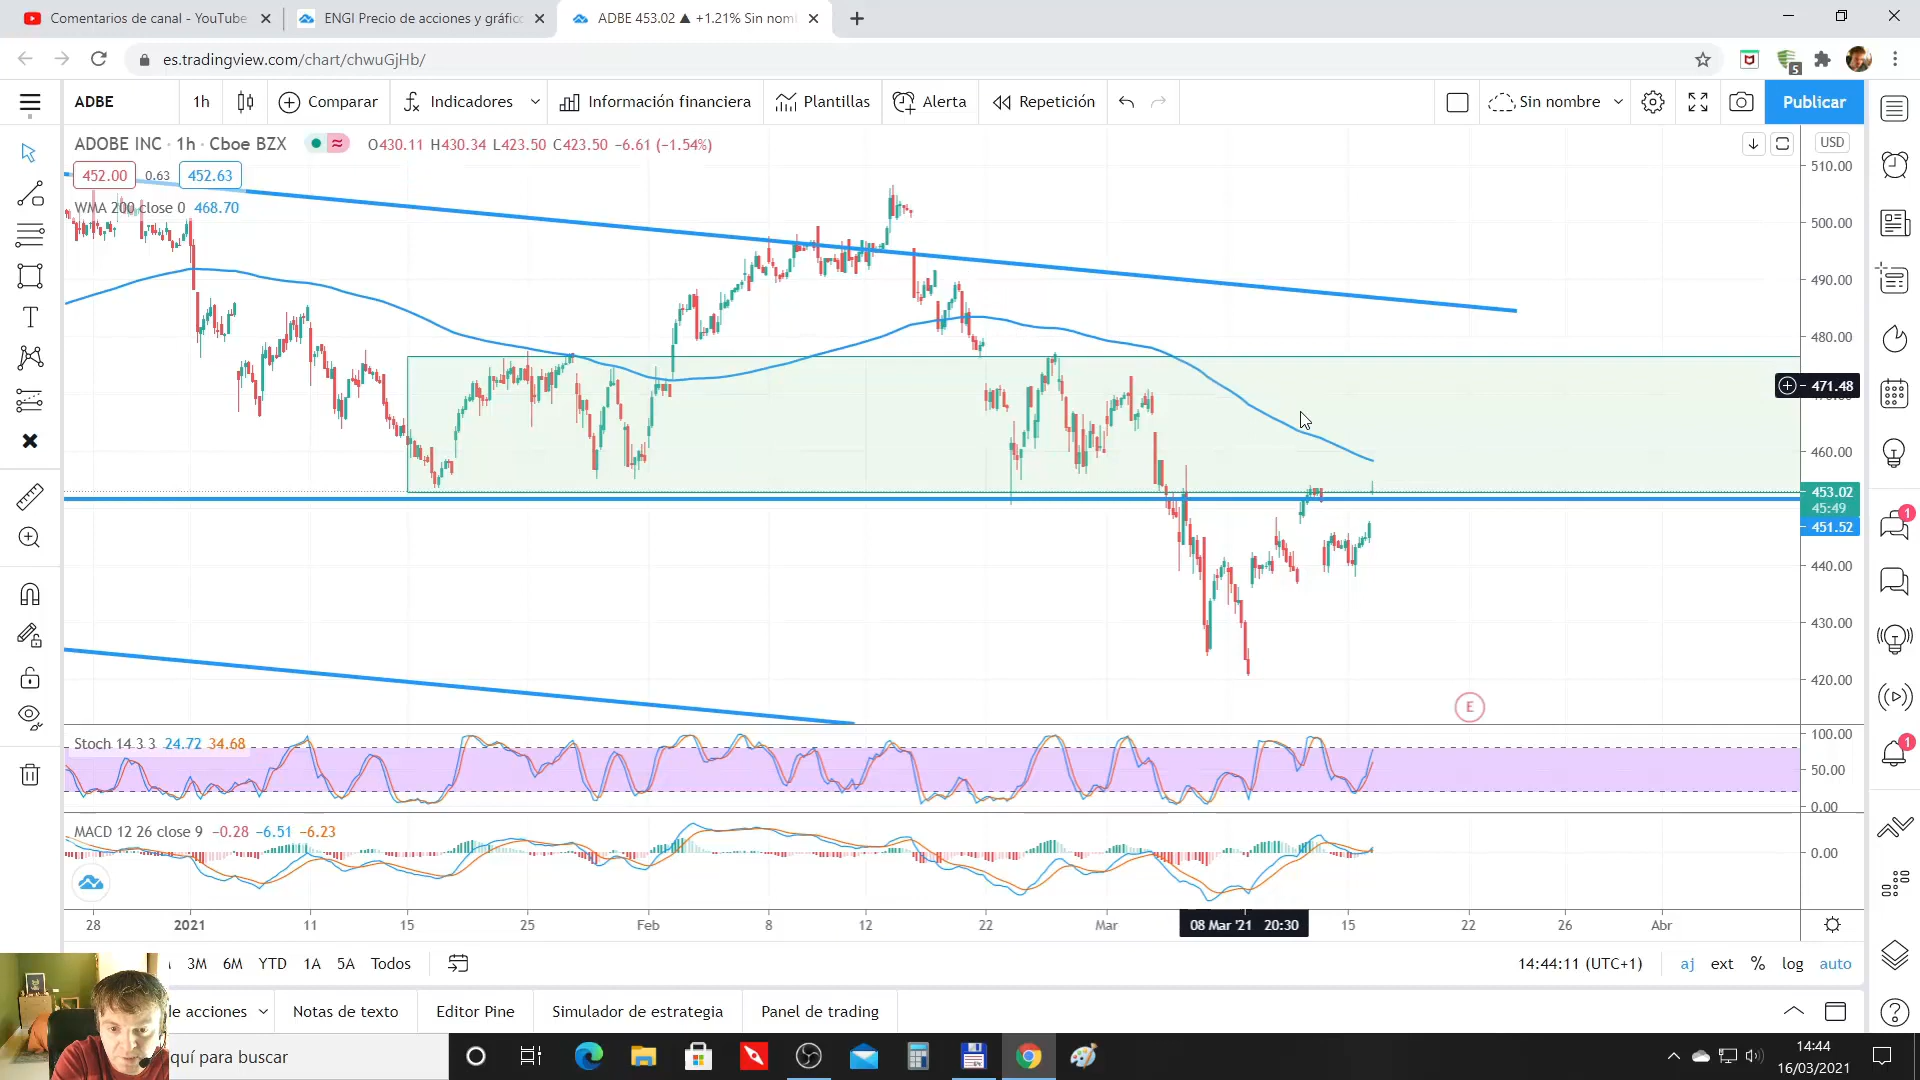 Comentarios de canal - YouTube
ENGI Precio de acciones y gráfic
ADBE 453.02 ▲ +1.21% Sin nom
es.tradingview.com/chart/chwuGjHb/
5
ADBE
1h
Comparar
Indicadores
Información financiera
Plantillas
Alerta
Repetición
Sin nombre
Publicar
ADOBE INC · 1h · Cboe BZX
O430.11 H430.34 L423.50 C423.50 −6.61 (−1.54%)
USD
452.00
0.63
452.63
WMA 200 close 0 468.70
510.00
500.00
490.00
480.00
471.48
460.00
453.02
45:49
451.52
440.00
430.00
420.00
E
1
1
Stoch 14 3 3 24.72 34.68
100.00
50.00
0.00
MACD 12 26 close 9 −0.28 −6.51 −6.23
0.00
28
2021
11
15
25
Feb
8
12
22
Mar
08 Mar '21 20:30
15
22
26
Abr
3M
6M
YTD
1A
5A
Todos
14:44:11 (UTC+1)
aj
ext
%
log
auto
de acciones
Notas de texto
Editor Pine
Simulador de estrategia
Panel de trading
quí para buscar
14:44
16/03/2021